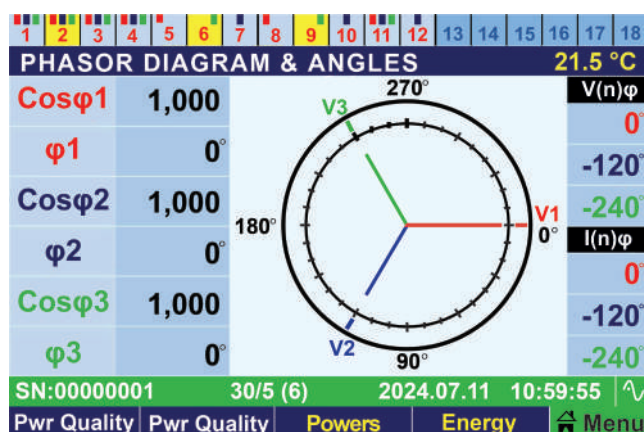 1 2 3 4 5 6 7 8 9 10 11 12 13 14 15 16 17 18
PHASOR DIAGRAM & ANGLES 21.5 °C
Cosφ1 1,000
φ1 0°
Cosφ2 1,000
φ2 0°
Cosφ3 1,000
φ3 0°
270°
V3
180°
V1
0°
V2
90°
V(n)φ
0°
-120°
-240°
I(n)φ
0°
-120°
-240°
SN:00000001 30/5 (6) 2024.07.11 10:59:55
Pwr Quality Pwr Quality Powers Energy Menu